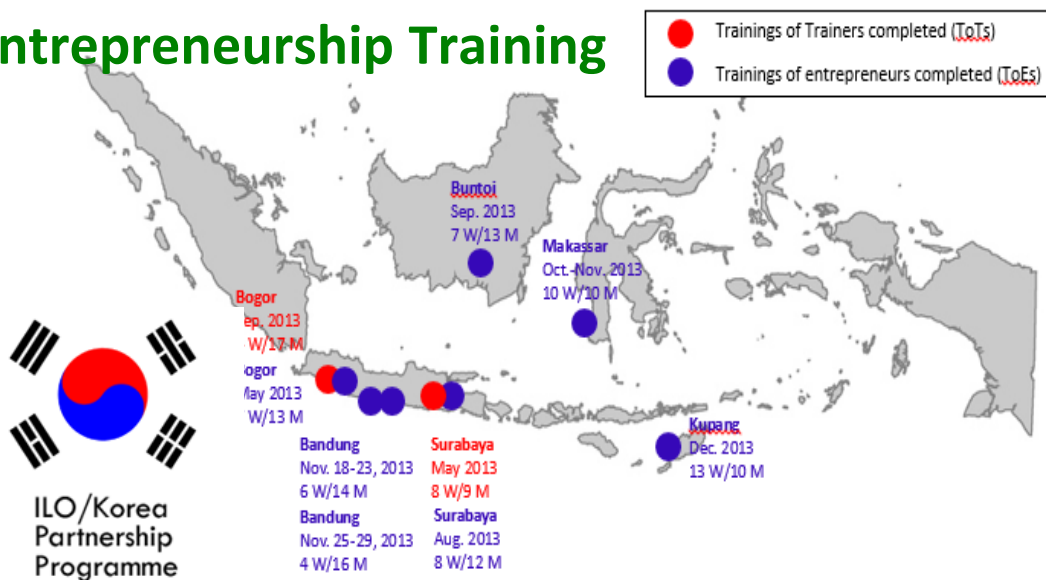 ntrepreneurship Training
Trainings of Trainers completed (ToTs)
Trainings of entrepreneurs completed (ToEs)
Buntoi
Sep. 2013
7 W/13 M
Makassar
Oct.-Nov. 2013
10 W/10 M
Bogor
ep, 2013
W/17 M
ogor
May 2013
W/13 M
Bandung
Nov. 18-23, 2013
6 W/14 M
Bandung
Nov. 25-29, 2013
4 W/16 M
Surabaya
May 2013
8 W/9 M
Surabaya
Aug. 2013
8 W/12 M
Kupang
Dec. 2013
13 W/10 M
ILO/Korea
Partnership
Programme